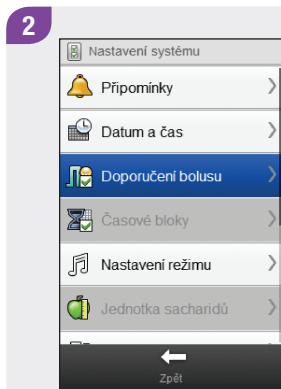 2
Nastavení systému
Připomínky
Datum a čas
Doporučení bolusu
Časové bloky
Nastavení režimu
Jednotka sacharidů
Zpět